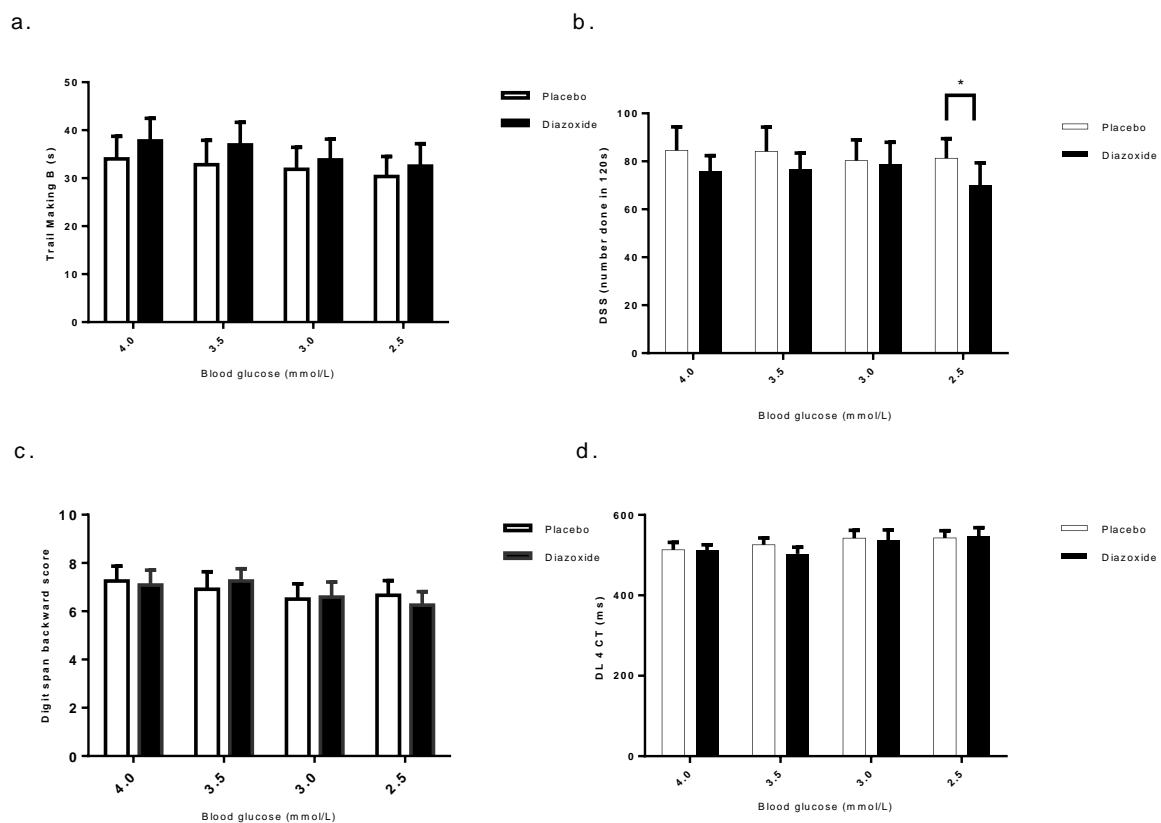 a.
50
40
30
20
10
0
Trail Making B (s)
4.0
3.5
3.0
2.5
Blood glucose (mmol/L)
Placebo
Diazoxide
b.
*
100
80
60
40
20
0
DSS (number done in 120s)
4.0
3.5
3.0
2.5
Blood glucose (mmol/L)
Placebo
Diazoxide
c.
10
8
6
4
2
0
Digit span backward score
4.0
3.5
3.0
2.5
Blood glucose (mmol/L)
Placebo
Diazoxide
d.
600
400
200
0
DL 4 CT (ms)
4.0
3.5
3.0
2.5
Blood glucose (mmol/L)
Placebo
Diazoxide